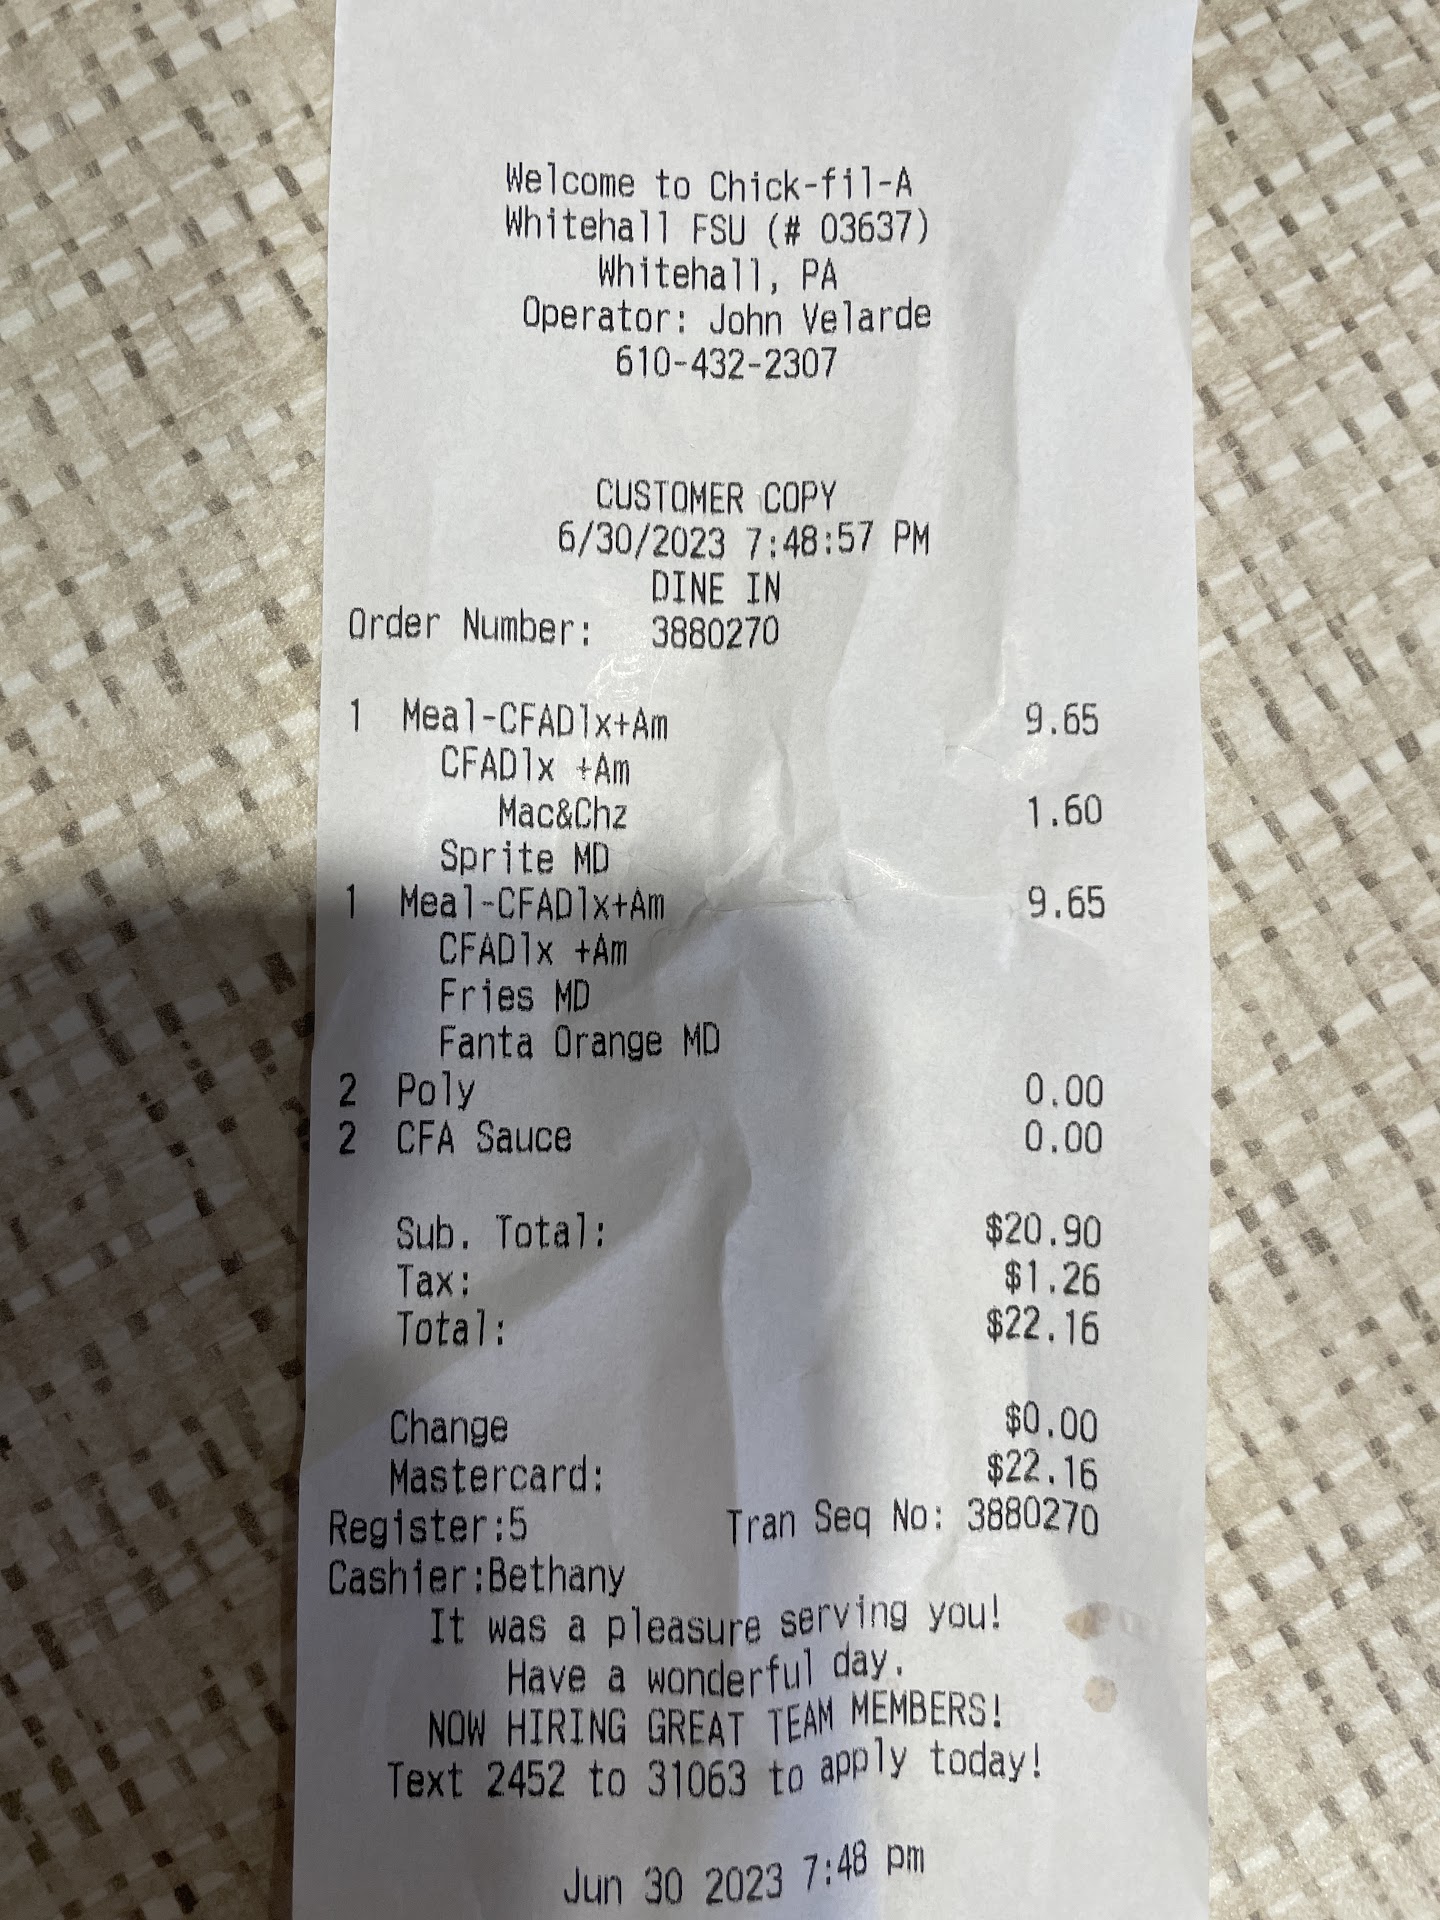 Welcome to Chick-fil-A
Whitehall FSU (# 03637)
Whitehall, PA
Operator: John Velarde
610-432-2307
CUSTOMER COPY
6/30/2023 7:48:57 PM
DINE IN
Order Number: 3880270
1 Meal-CFADlx+Am 9.65
CFADlx +Am
Mac&Chz 1.60
Sprite MD
1 Meal-CFADlx+Am 9.65
CFADlx +Am
Fries MD
Fanta Orange MD
2 Poly 0.00
2 CFA Sauce 0.00
Sub. Total: $20.90
Tax: $1.26
Total: $22.16
Change $0.00
Mastercard: $22.16
Register:5 Tran Seq No: 3880270
Cashier:Bethany
It was a pleasure serving you!
Have a wonderful day.
NOW HIRING GREAT TEAM MEMBERS!
Text 2452 to 31063 to apply today!
Jun 30 2023 7:48 pm